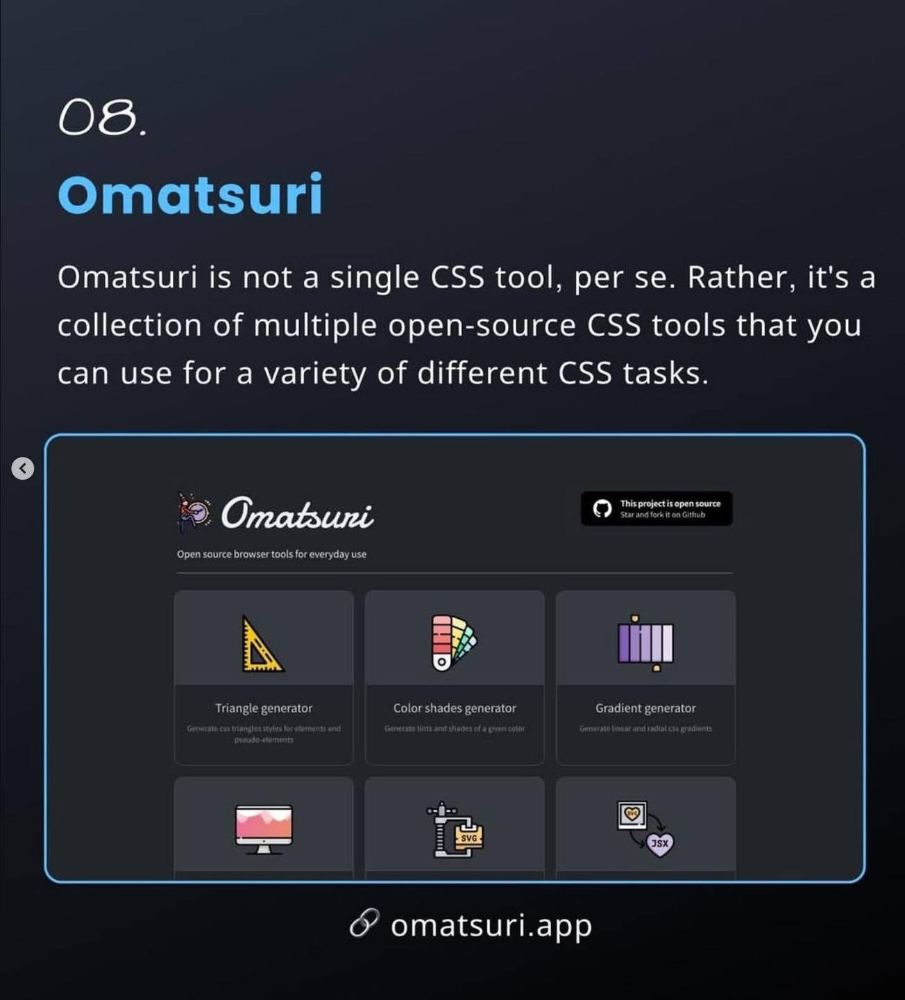 08.
Omatsuri
Omatsuri is not a single CSS tool, per se. Rather, it's a
collection of multiple open-source CSS tools that you
can use for a variety of different CSS tasks.
Omatsuri
This project is open source
Star and fork it on Github
Open source browser tools for everyday use
Triangle generator
Generate css triangles styles for elements and
pseudo-elements
Color shades generator
Generate tints and shades of a given color
Gradient generator
Generate linear and radial css gradients
SVG
SVG
JSX
omatsuri.app